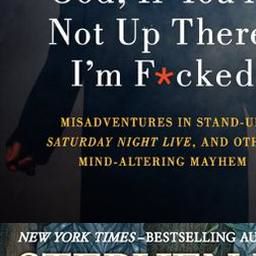 God, If You're
Not Up There
I'm F*cked
MISADVENTURES IN STAND-UP
SATURDAY NIGHT LIVE, AND OTH
MIND-ALTERING MAYHEM
NEW YORK TIMES–BESTSELLING AU